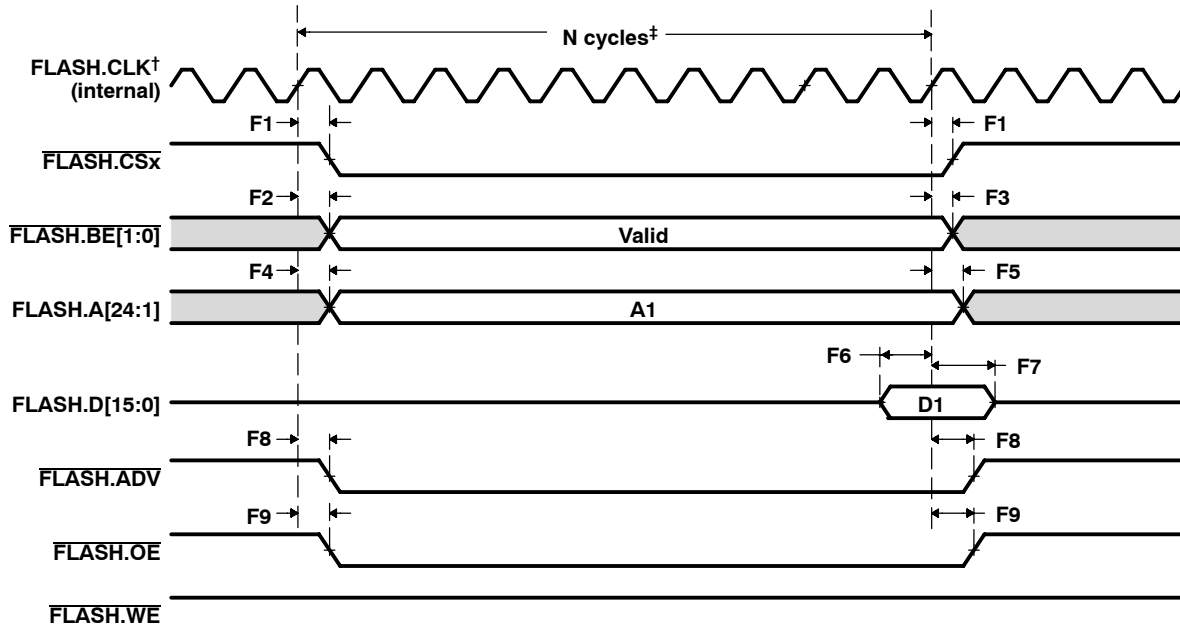 N cycles‡
FLASH.CLK†
(internal)
F1 F1
FLASH.CSx
F2 F3
FLASH.BE[1:0] Valid
F4 F5
FLASH.A[24:1] A1
F6 F7
FLASH.D[15:0] D1
F8 F8
FLASH.ADV
F9 F9
FLASH.OE
FLASH.WE